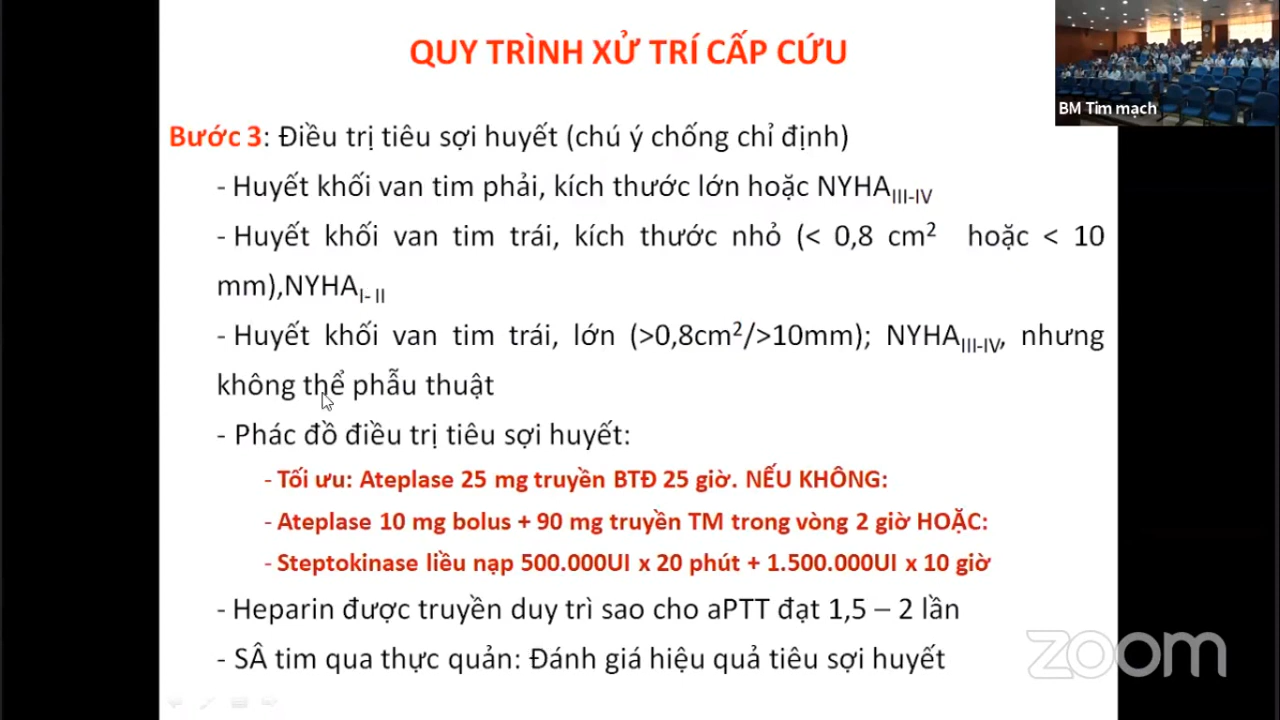 QUY TRÌNH XỬ TRÍ CẤP CỨU
BM Tim mạch
Bước 3: Điều trị tiêu sợi huyết (chú ý chống chỉ định)
- Huyết khối van tim phải, kích thước lớn hoặc NYHA III-IV
- Huyết khối van tim trái, kích thước nhỏ (< 0,8 cm² hoặc < 10
mm),NYHA I- II
- Huyết khối van tim trái, lớn (>0,8cm²/>10mm); NYHA III-IV, nhưng
không thể phẫu thuật
- Phác đồ điều trị tiêu sợi huyết:
- Tối ưu: Ateplase 25 mg truyền BTĐ 25 giờ. NẾU KHÔNG:
- Ateplase 10 mg bolus + 90 mg truyền TM trong vòng 2 giờ HOẶC:
- Steptokinase liều nạp 500.000UI x 20 phút + 1.500.000UI x 10 giờ
- Heparin được truyền duy trì sao cho aPTT đạt 1,5 – 2 lần
- SÂ tim qua thực quản: Đánh giá hiệu quả tiêu sợi huyết
zoom